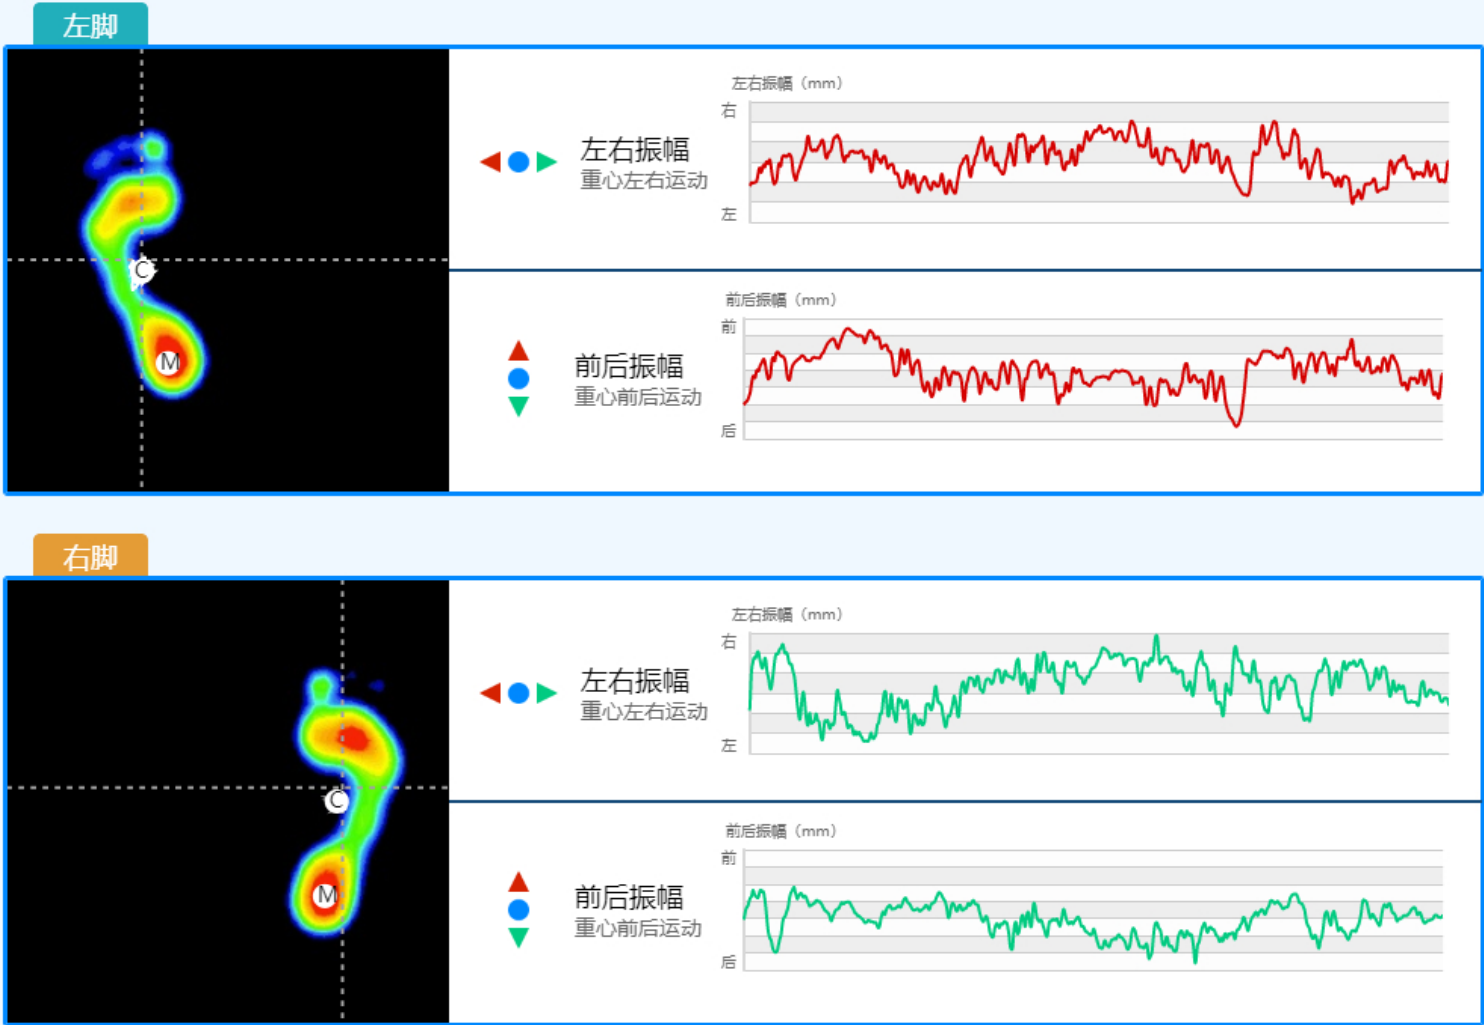 左脚
左右振幅（mm）
右
左右振幅
重心左右运动
左
C
M
前后振幅（mm）
前
前后振幅
重心前后运动
后
右脚
左右振幅（mm）
右
左右振幅
重心左右运动
左
C
M
前后振幅（mm）
前
前后振幅
重心前后运动
后